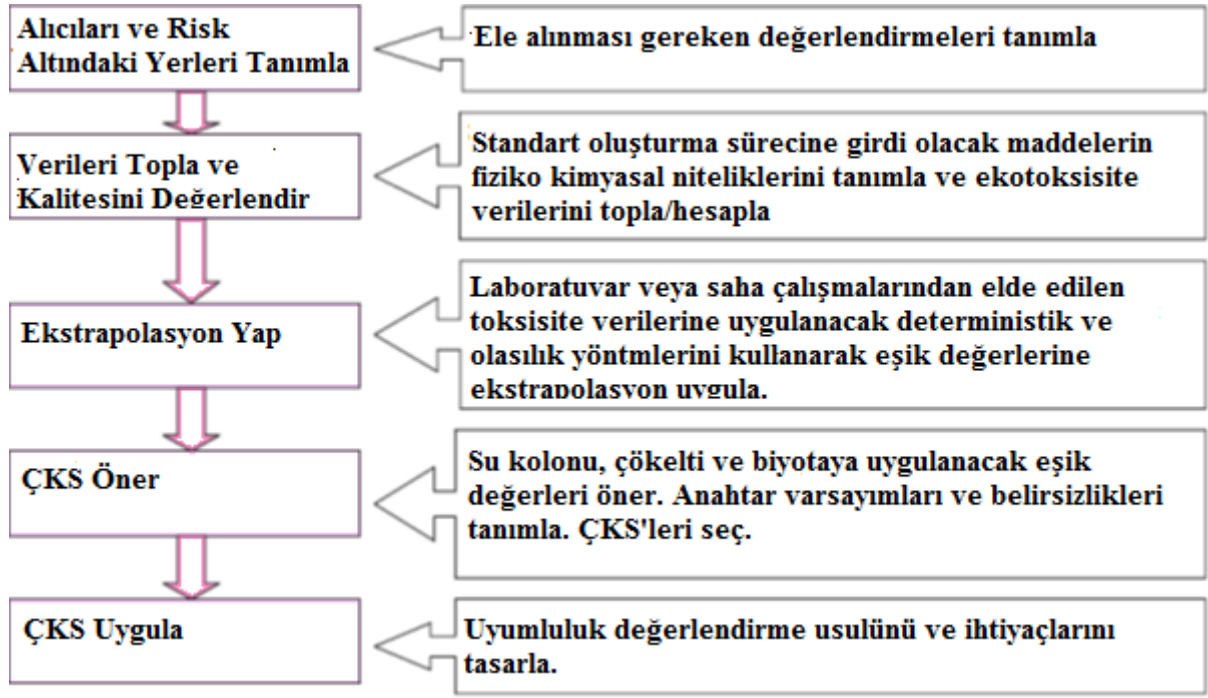 Alıcıları ve Risk
Altındaki Yerleri Tanımla
Ele alınması gereken değerlendirmeleri tanımla
Verileri Topla ve
Kalitesini Değerlendir
Standart oluşturma sürecine girdi olacak maddelerin
fiziko kimyasal niteliklerini tanımla ve ekotoksisite
verilerini topla/hesapla
Ekstrapolasyon Yap
Laboratuvar veya saha çalışmalarından elde edilen
toksisite verilerine uygulanacak deterministik ve
olasılık yöntmlerini kullanarak eşik değerlerine
ekstrapolasyon uygula.
ÇKS Öner
Su kolonu, çökelti ve biyotaya uygulanacak eşik
değerleri öner. Anahtar varsayımları ve belirsizlikleri
tanımla. ÇKS'leri seç.
ÇKS Uygula
Uyumluluk değerlendirme usulünü ve ihtiyaçlarını
tasarla.